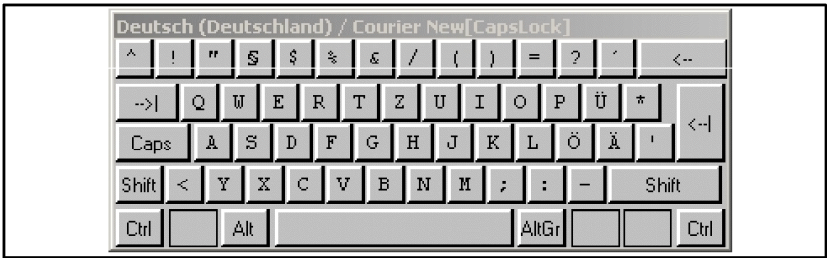 Deutsch (Deutschland) / Courier New[CapsLock]
^ ! " § $ % & / ( ) = ? ´ <--
-->| Q W E R T Z U I O P Ü * <--|
Caps A S D F G H J K L Ö Ä '
Shift < Y X C V B N M ; : - Shift
Ctrl Alt AltGr Ctrl